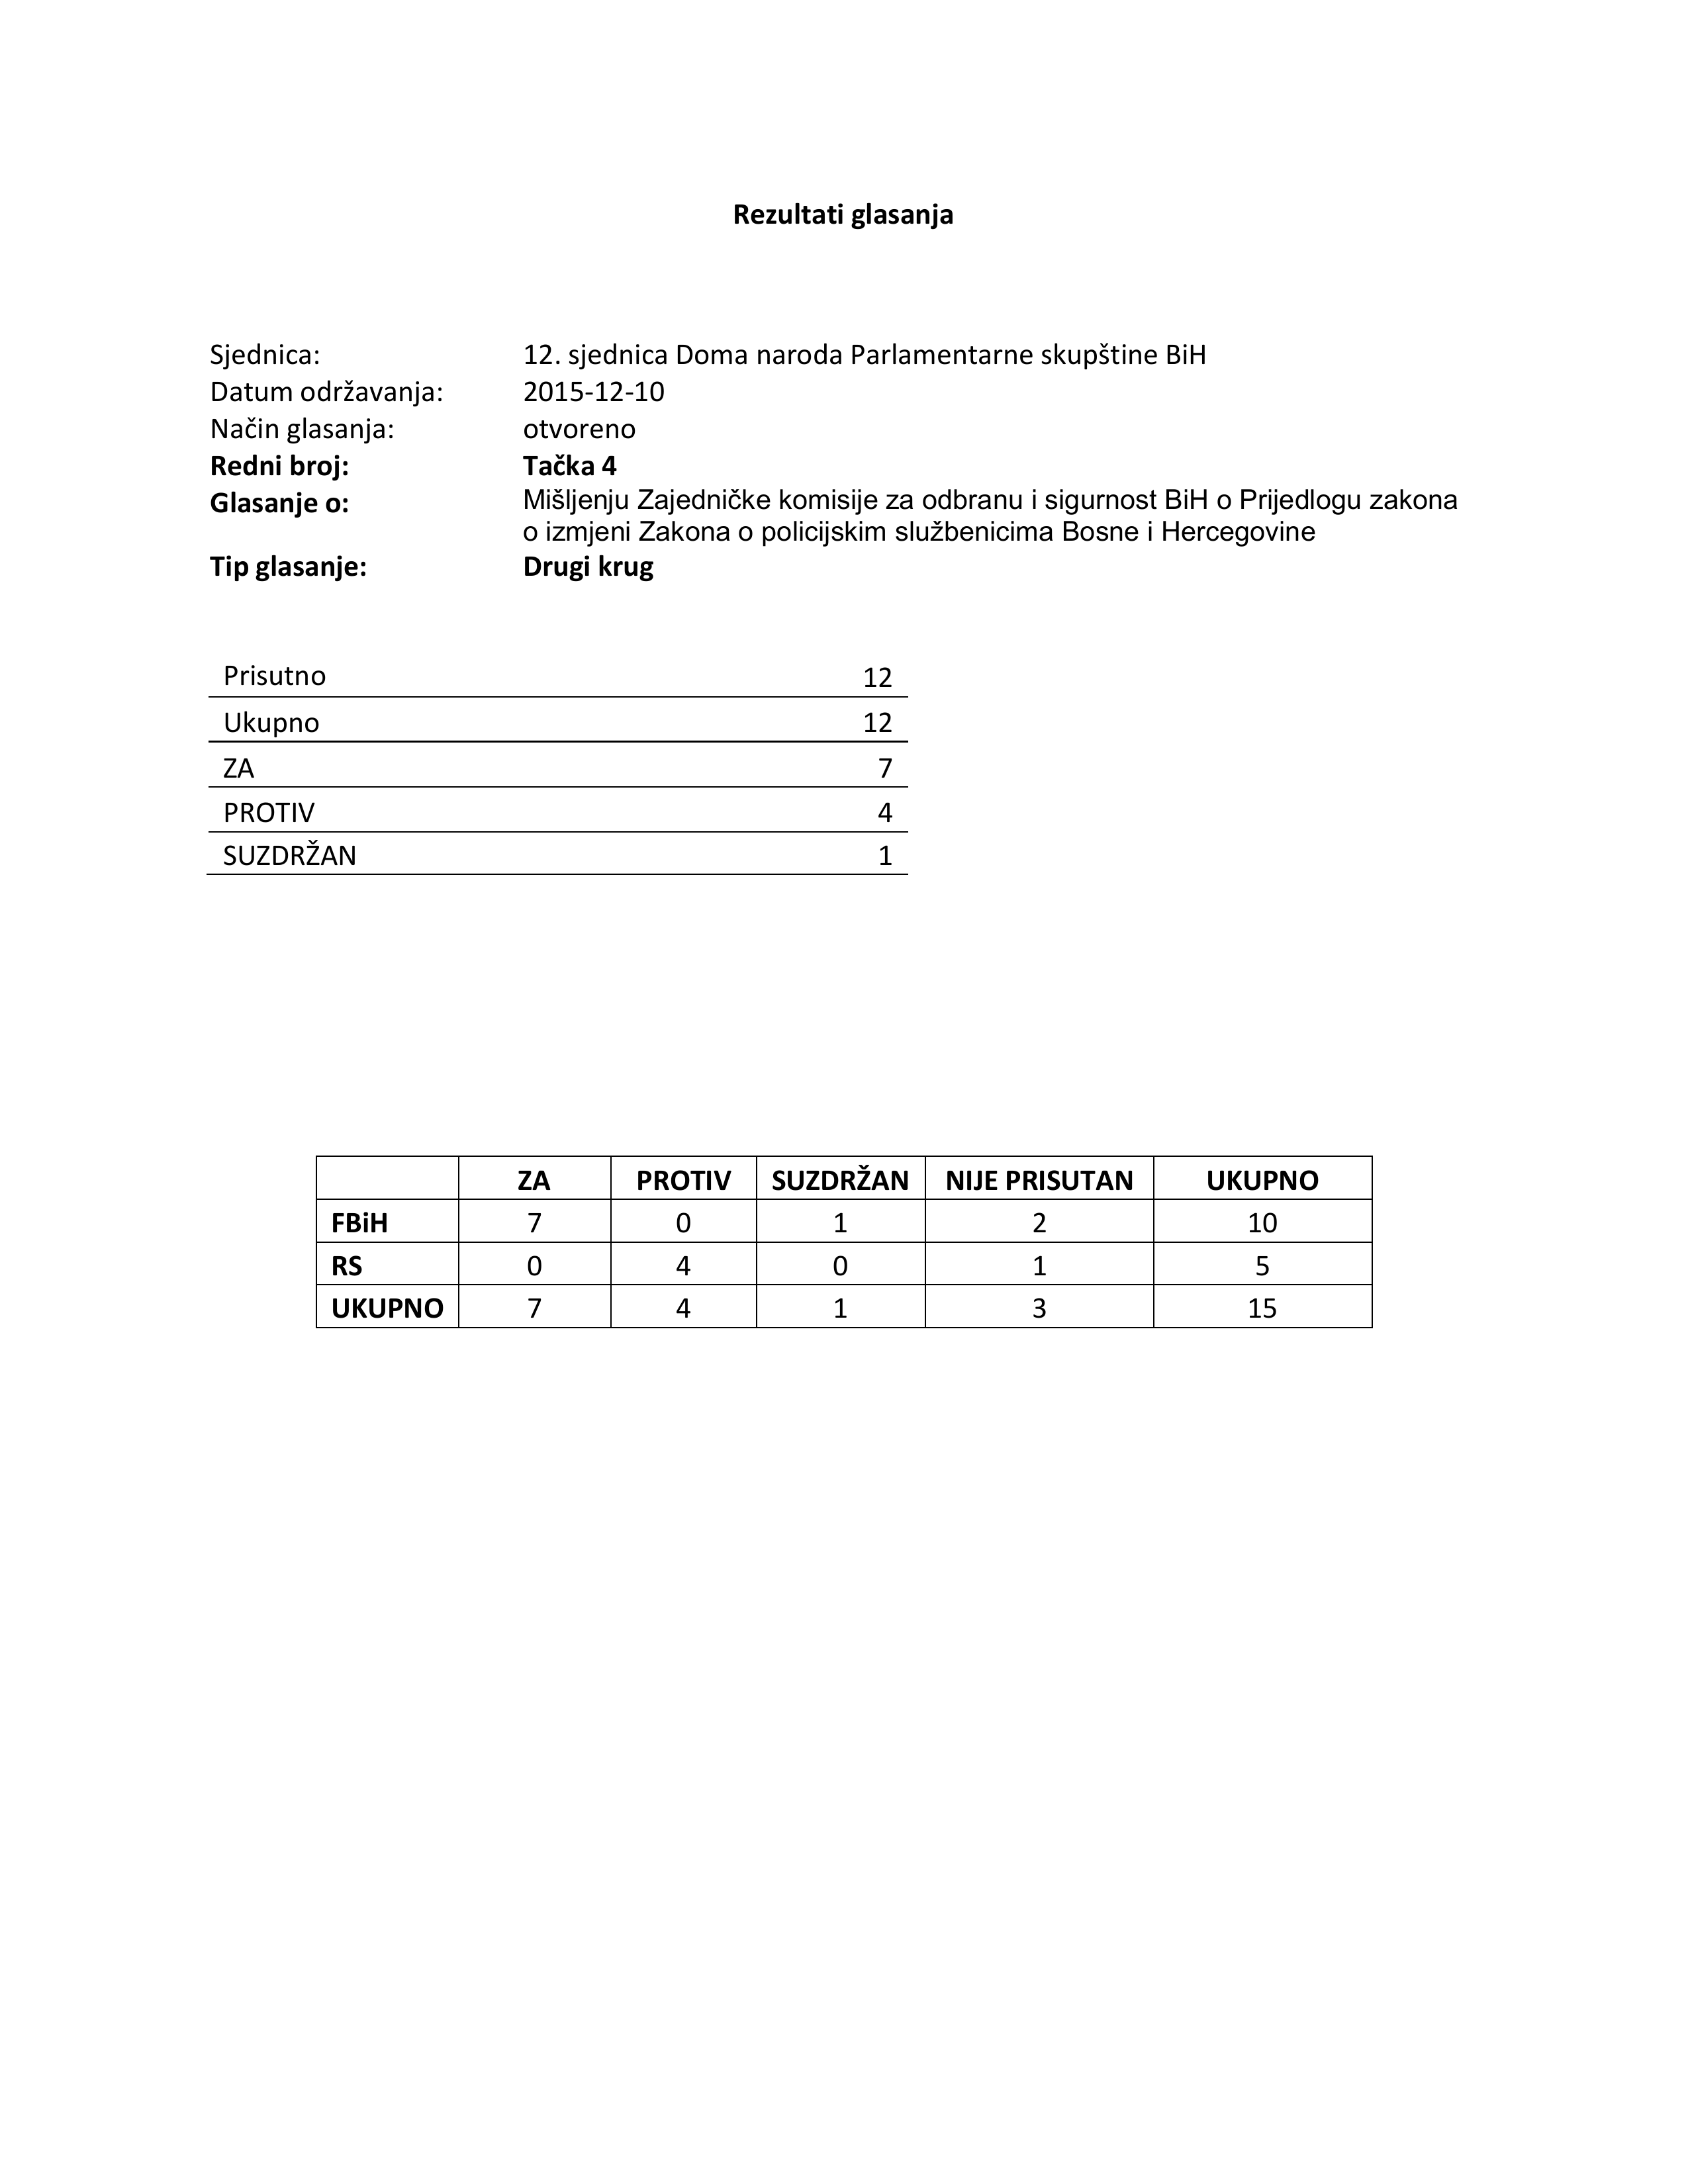 Rezultati glasanja
Sjednica: 12. sjednica Doma naroda Parlamentarne skupštine BiH
Datum održavanja: 2015-12-10
Način glasanja: otvoreno
Redni broj: Tačka 4
Glasanje o: Mišljenju Zajedničke komisije za odbranu i sigurnost BiH o Prijedlogu zakona
o izmjeni Zakona o policijskim službenicima Bosne i Hercegovine
Tip glasanje: Drugi krug
Prisutno 12
Ukupno 12
ZA 7
PROTIV 4
SUZDRŽAN 1
ZA PROTIV SUZDRŽAN NIJE PRISUTAN UKUPNO
FBiH 7 0 1 2 10
RS 0 4 0 1 5
UKUPNO 7 4 1 3 15